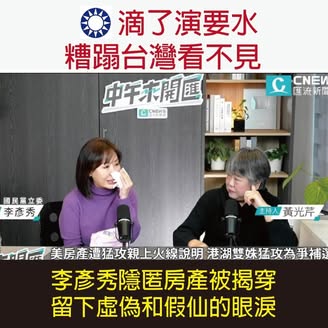 滴了演要水
糟蹋台灣看不見
CNEWS
匯流新聞
中午來開匯
CNEWS
國民黨立委
李彥秀
主持人
黃光芹
美房產遭猛攻親上火線說明 港湖雙姝猛攻為爭補選
李彥秀隱匿房產被揭穿
留下虛偽和假仙的眼淚